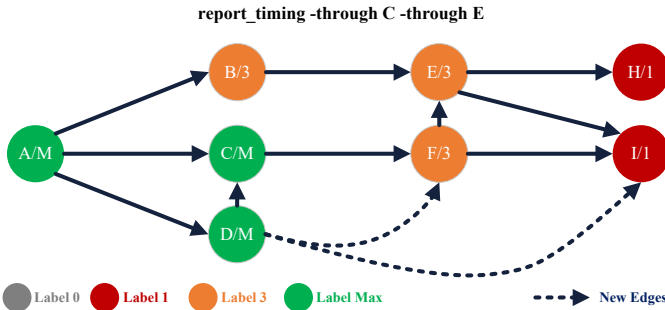 report_timing -through C -through E
B/3
E/3
H/1
A/M
C/M
F/3
I/1
D/M
Label 0
Label 1
Label 3
Label Max
New Edges